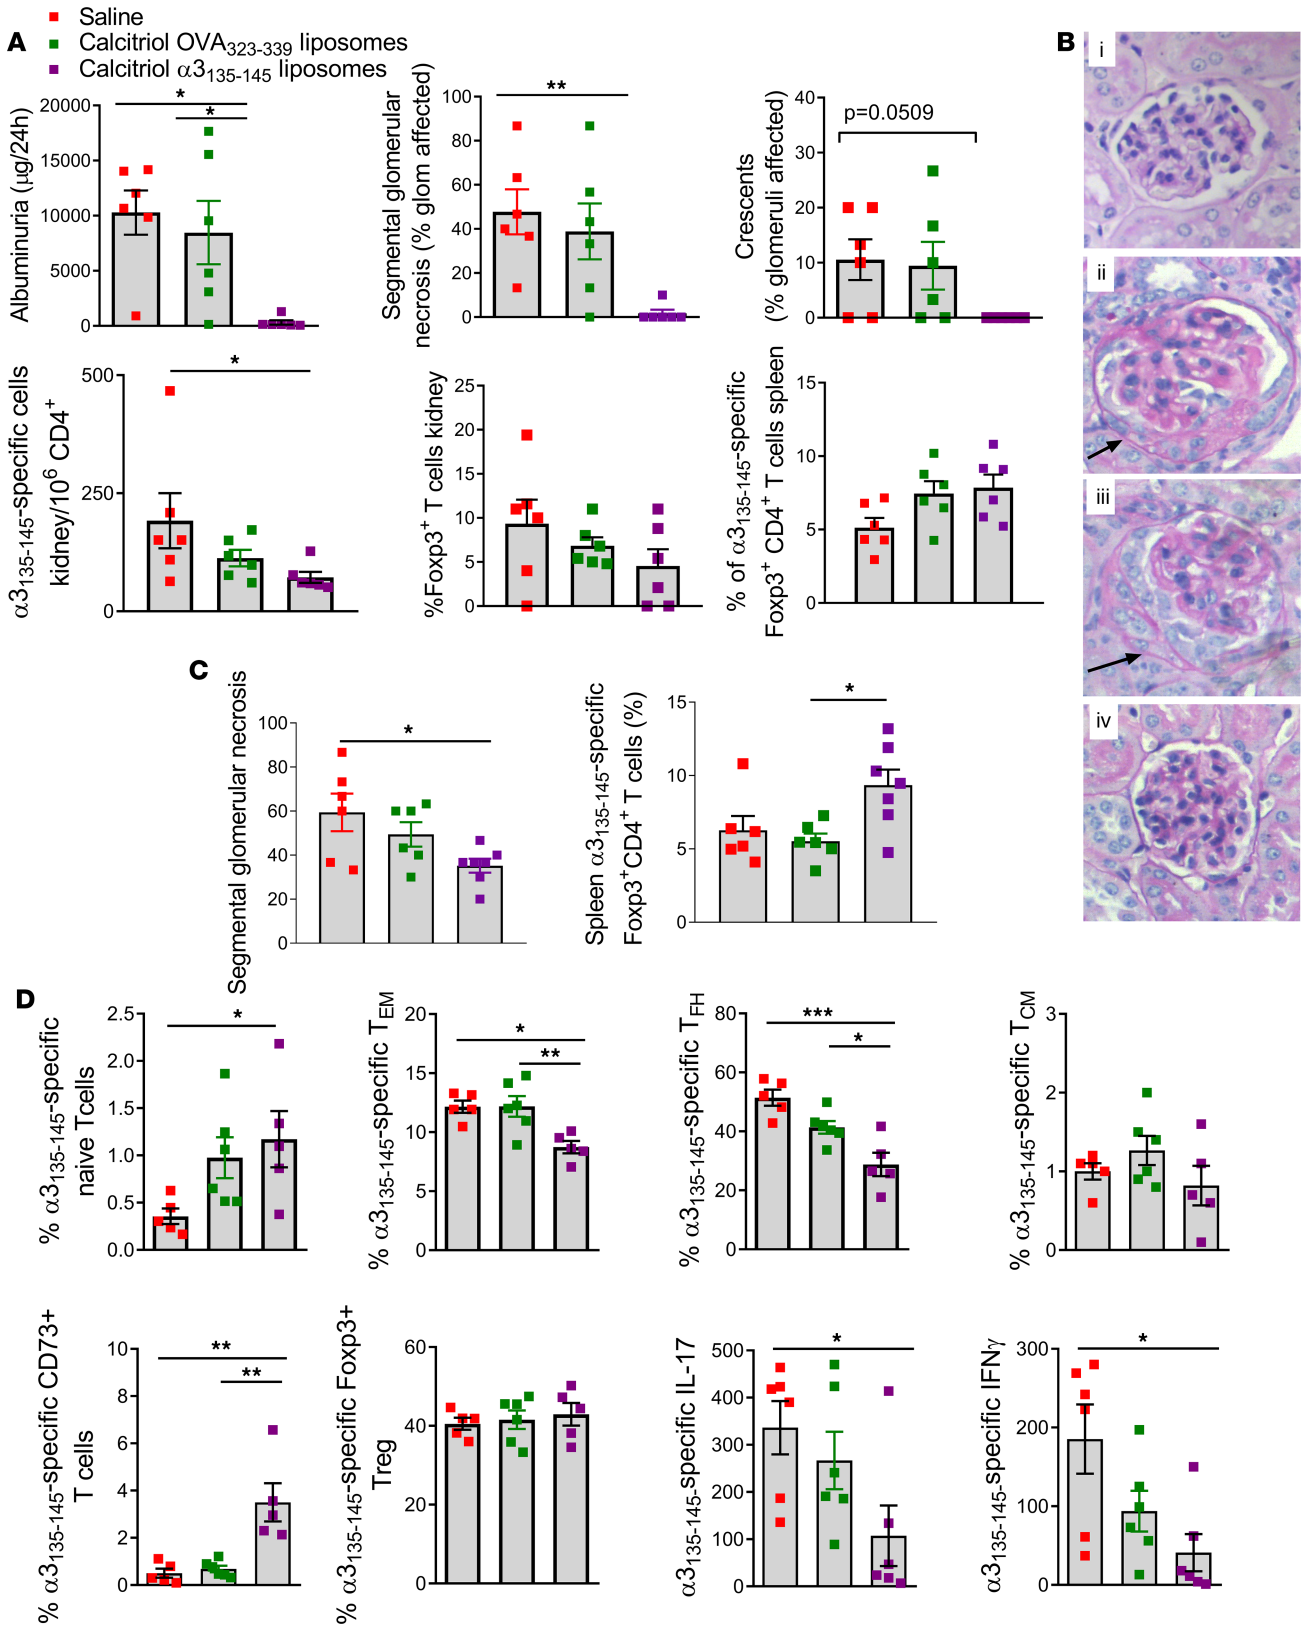 Saline
Calcitriol OVA323-339 liposomes
Calcitriol α3135-145 liposomes
A
Albuminuria (μg/24h)
20000
15000
10000
5000
0
*
*
Segmental glomerular
necrosis (% glom affected)
100
80
60
40
20
0
**
Crescents
(% glomeruli affected)
40
30
20
10
0
p=0.0509
α3135-145-specific cells
kidney/10⁶ CD4⁺
500
250
0
*
%Foxp3⁺ T cells kidney
25
20
15
10
5
0
% of α3135-145-specific
Foxp3⁺ CD4⁺ T cells spleen
15
10
5
0
B
i
ii
iii
iv
C
Segmental glomerular necrosis
100
80
60
40
20
0
*
Spleen α3135-145-specific
Foxp3⁺CD4⁺ T cells (%)
15
10
5
0
*
D
% α3135-145-specific
naive Tcells
2.5
2.0
1.5
1.0
0.5
0.0
*
% α3135-145-specific TEM
20
15
10
5
0
*
**
% α3135-145-specific TFH
80
60
40
20
0
***
*
% α3135-145-specific TCM
3
2
1
0
% α3135-145-specific CD73+
T cells
10
8
6
4
2
0
**
**
% α3135-145-specific Foxp3+
Treg
60
40
20
0
α3135-145-specific IL-17
500
400
300
200
100
0
*
α3135-145-specific IFNγ
300
200
100
0
*